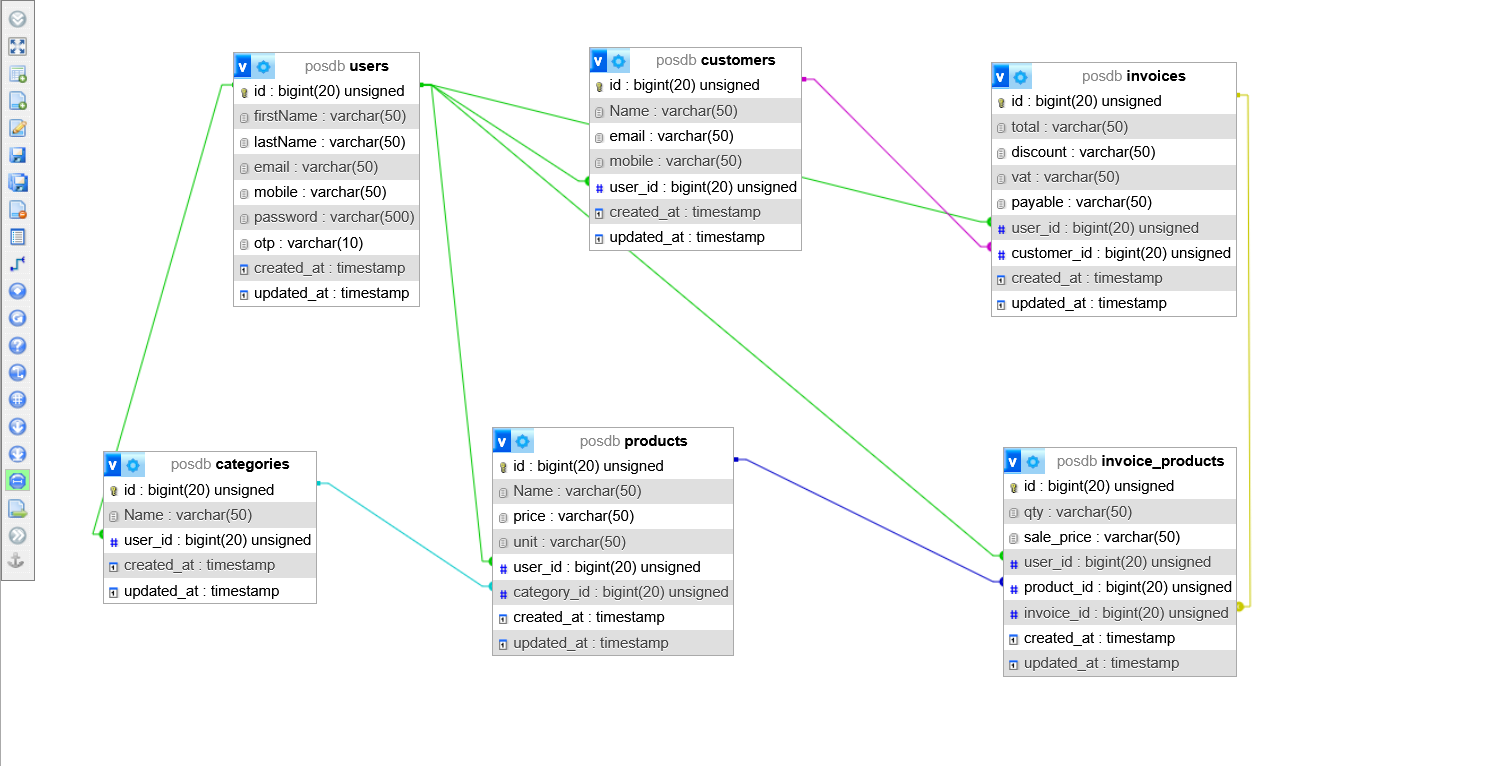 posdb users
id : bigint(20) unsigned
firstName : varchar(50)
lastName : varchar(50)
email : varchar(50)
mobile : varchar(50)
password : varchar(500)
otp : varchar(10)
created_at : timestamp
updated_at : timestamp
posdb customers
id : bigint(20) unsigned
Name : varchar(50)
email : varchar(50)
mobile : varchar(50)
user_id : bigint(20) unsigned
created_at : timestamp
updated_at : timestamp
posdb invoices
id : bigint(20) unsigned
total : varchar(50)
discount : varchar(50)
vat : varchar(50)
payable : varchar(50)
user_id : bigint(20) unsigned
customer_id : bigint(20) unsigned
created_at : timestamp
updated_at : timestamp
posdb categories
id : bigint(20) unsigned
Name : varchar(50)
user_id : bigint(20) unsigned
created_at : timestamp
updated_at : timestamp
posdb products
id : bigint(20) unsigned
Name : varchar(50)
price : varchar(50)
unit : varchar(50)
user_id : bigint(20) unsigned
category_id : bigint(20) unsigned
created_at : timestamp
updated_at : timestamp
posdb invoice_products
id : bigint(20) unsigned
qty : varchar(50)
sale_price : varchar(50)
user_id : bigint(20) unsigned
product_id : bigint(20) unsigned
invoice_id : bigint(20) unsigned
created_at : timestamp
updated_at : timestamp